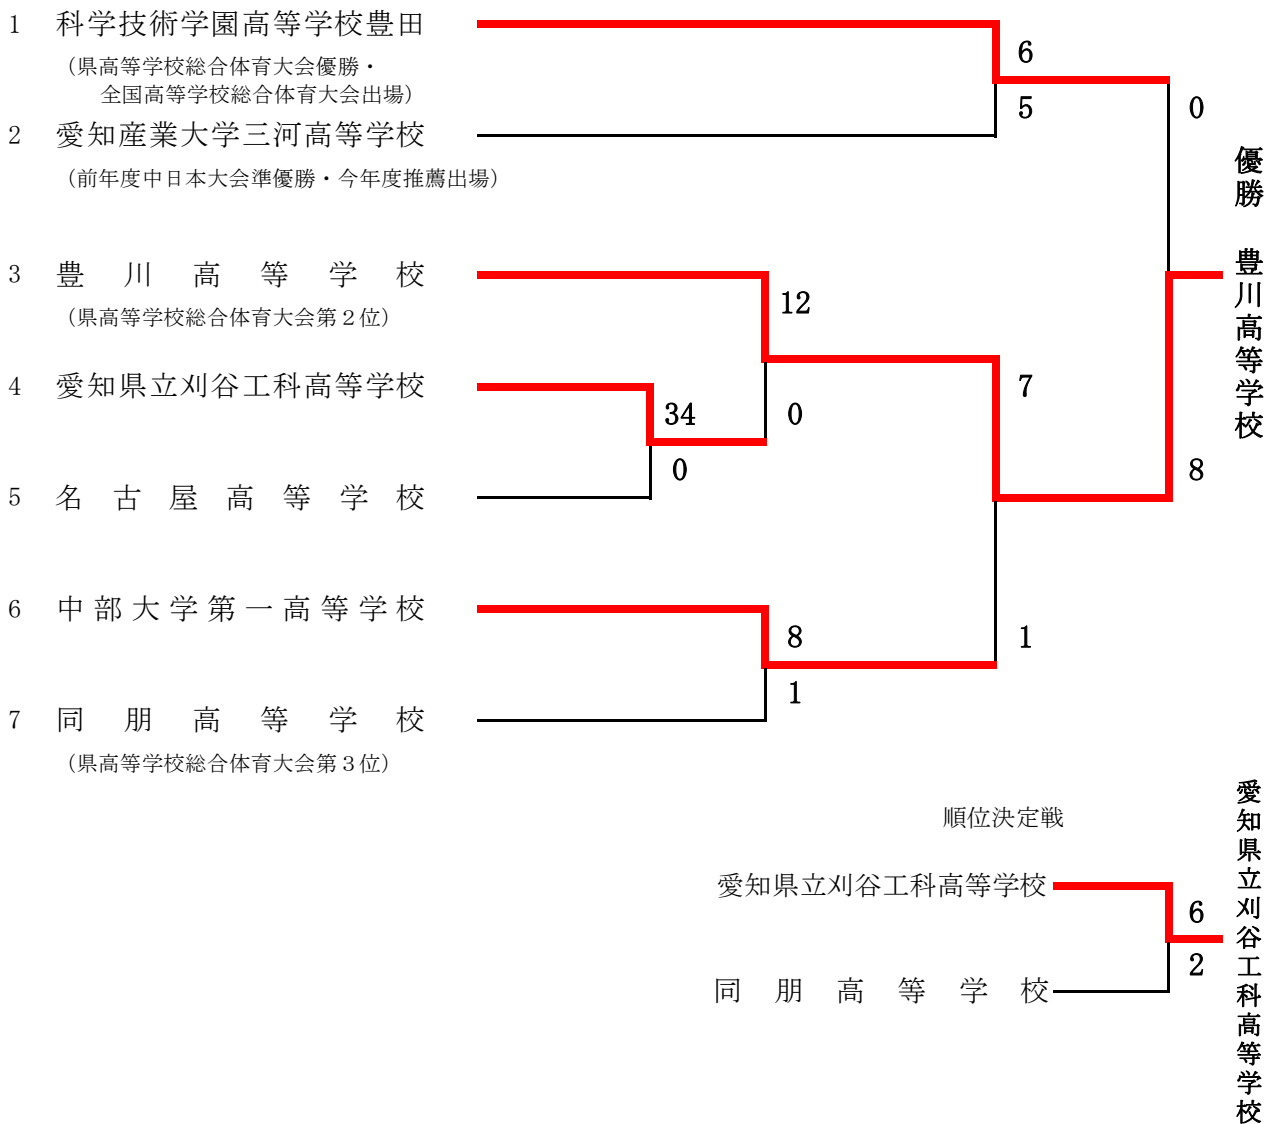 1 科学技術学園高等学校豊田
（県高等学校総合体育大会優勝・
全国高等学校総合体育大会出場）
2 愛知産業大学三河高等学校
（前年度中日本大会準優勝・今年度推薦出場）
3 豊川高等学校
（県高等学校総合体育大会第２位）
4 愛知県立刈谷工科高等学校
5 名古屋高等学校
6 中部大学第一高等学校
7 同朋高等学校
（県高等学校総合体育大会第３位）
6
5
0
12
7
34
0
0
8
8
1
1
優勝 豊川高等学校
順位決定戦
愛知県立刈谷工科高等学校
6
2
同朋高等学校
愛知県立刈谷工科高等学校